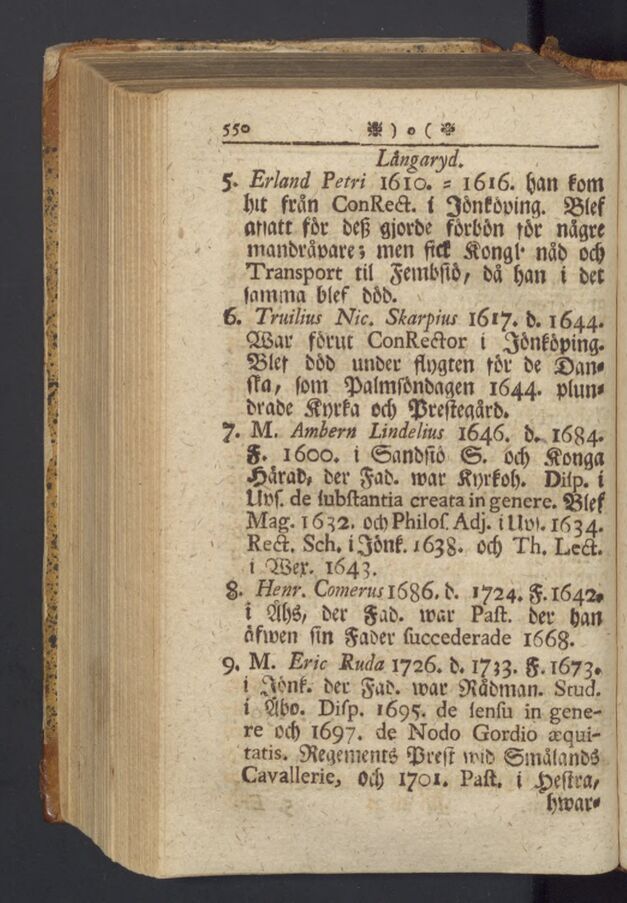 550 ❉ ) o ( ❉
Långaryd.
5. Erland Petri 1610. = 1616. han kom
hit från ConRect. i Jönköping. Blef
afsatt för deß gjorde förbön för någre
mandråpare; men fick Kongl. nåd och
Transport til Fembsiö, då han i det
samma blef död.
6. Truilius Nic. Skarpius 1617. d. 1644.
War förut ConRector i Jönköping.
Blef död under flygten för de Dan-
ska, som Palmsöndagen 1644. plun-
drade Kyrka och Prestegård.
7. M. Ambern Lindelius 1646. d. 1684.
F. 1600. i Sandsiö S. och Konga
Härad, der Fad. war Kyrkoh. Disp. i
Ups. de substantia creata in genere. Blef
Mag. 1632. och Philos. Adj. i Ups. 1634.
Rect. Sch. i Jönk. 1638. och Th. Lect.
i Wex. 1643.
8. Henr. Comerus 1686. d. 1724. F. 1642.
i Åhs, der Fad. war Past. der han
äfwen sin Fader succederade 1668.
9. M. Eric Ruda 1726. d. 1733. F. 1673.
i Jönk. der Fad. war Rådman. Stud.
i Åbo. Disp. 1695. de sensu in gene-
re och 1697. de Nodo Gordio æqui-
tatis. Regements Prest wid Smålands
Cavallerie, och 1701. Past. i Hestra,
hwar-